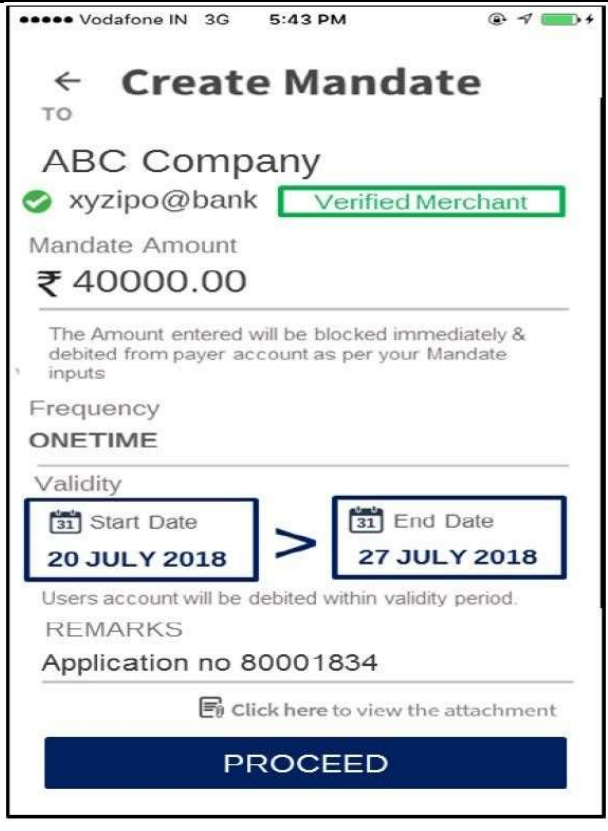 Vodafone IN 3G 5:43 PM
Create Mandate
TO
ABC Company
xyzipo@bank Verified Merchant
Mandate Amount
₹ 40000.00
The Amount entered will be blocked immediately &
debited from payer account as per your Mandate
inputs
Frequency
ONETIME
Validity
31 Start Date > 31 End Date
20 JULY 2018 27 JULY 2018
Users account will be debited within validity period.
REMARKS
Application no 80001834
Click here to view the attachment
PROCEED